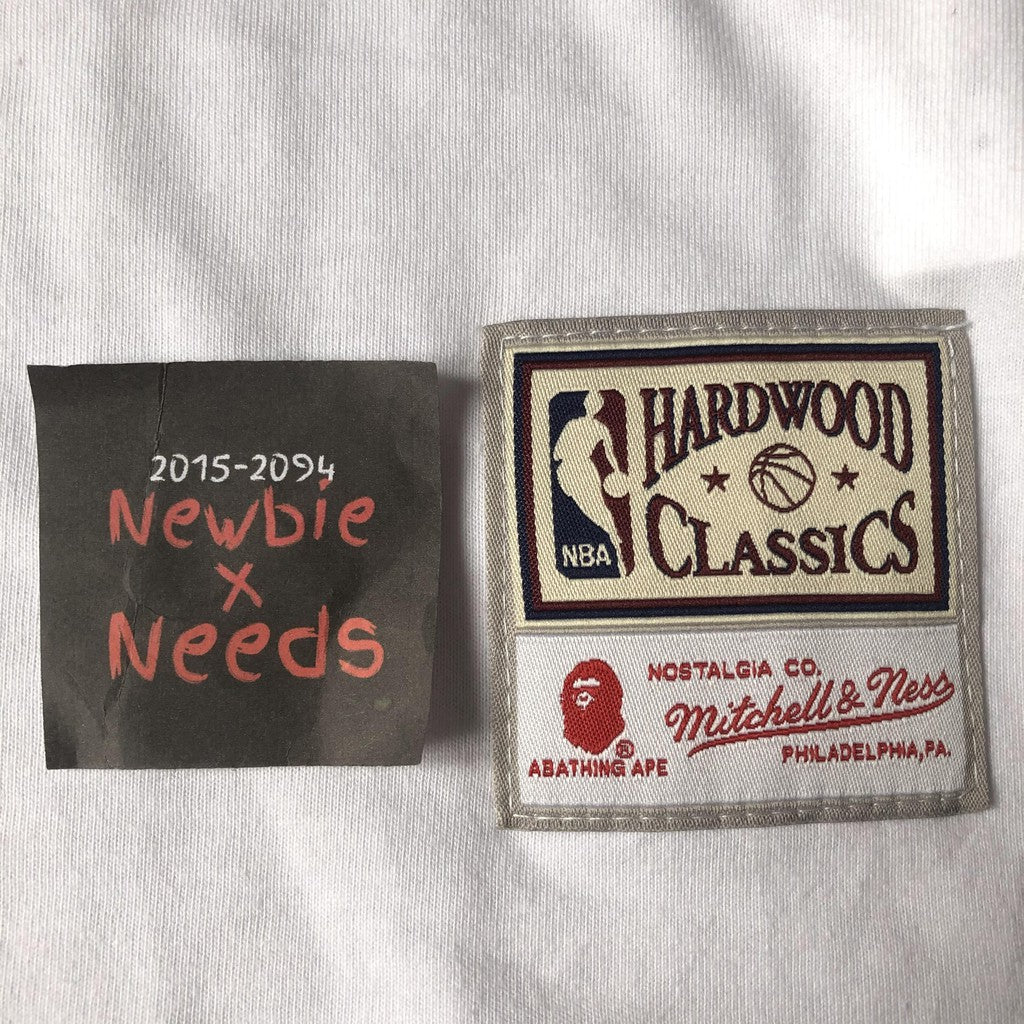 2015-2094
Newbie
x
Needs
HARDWOOD
CLASSICS
NBA
NOSTALGIA CO.
Mitchell & Ness
PHILADELPHIA, PA.
®
ABATHING APE